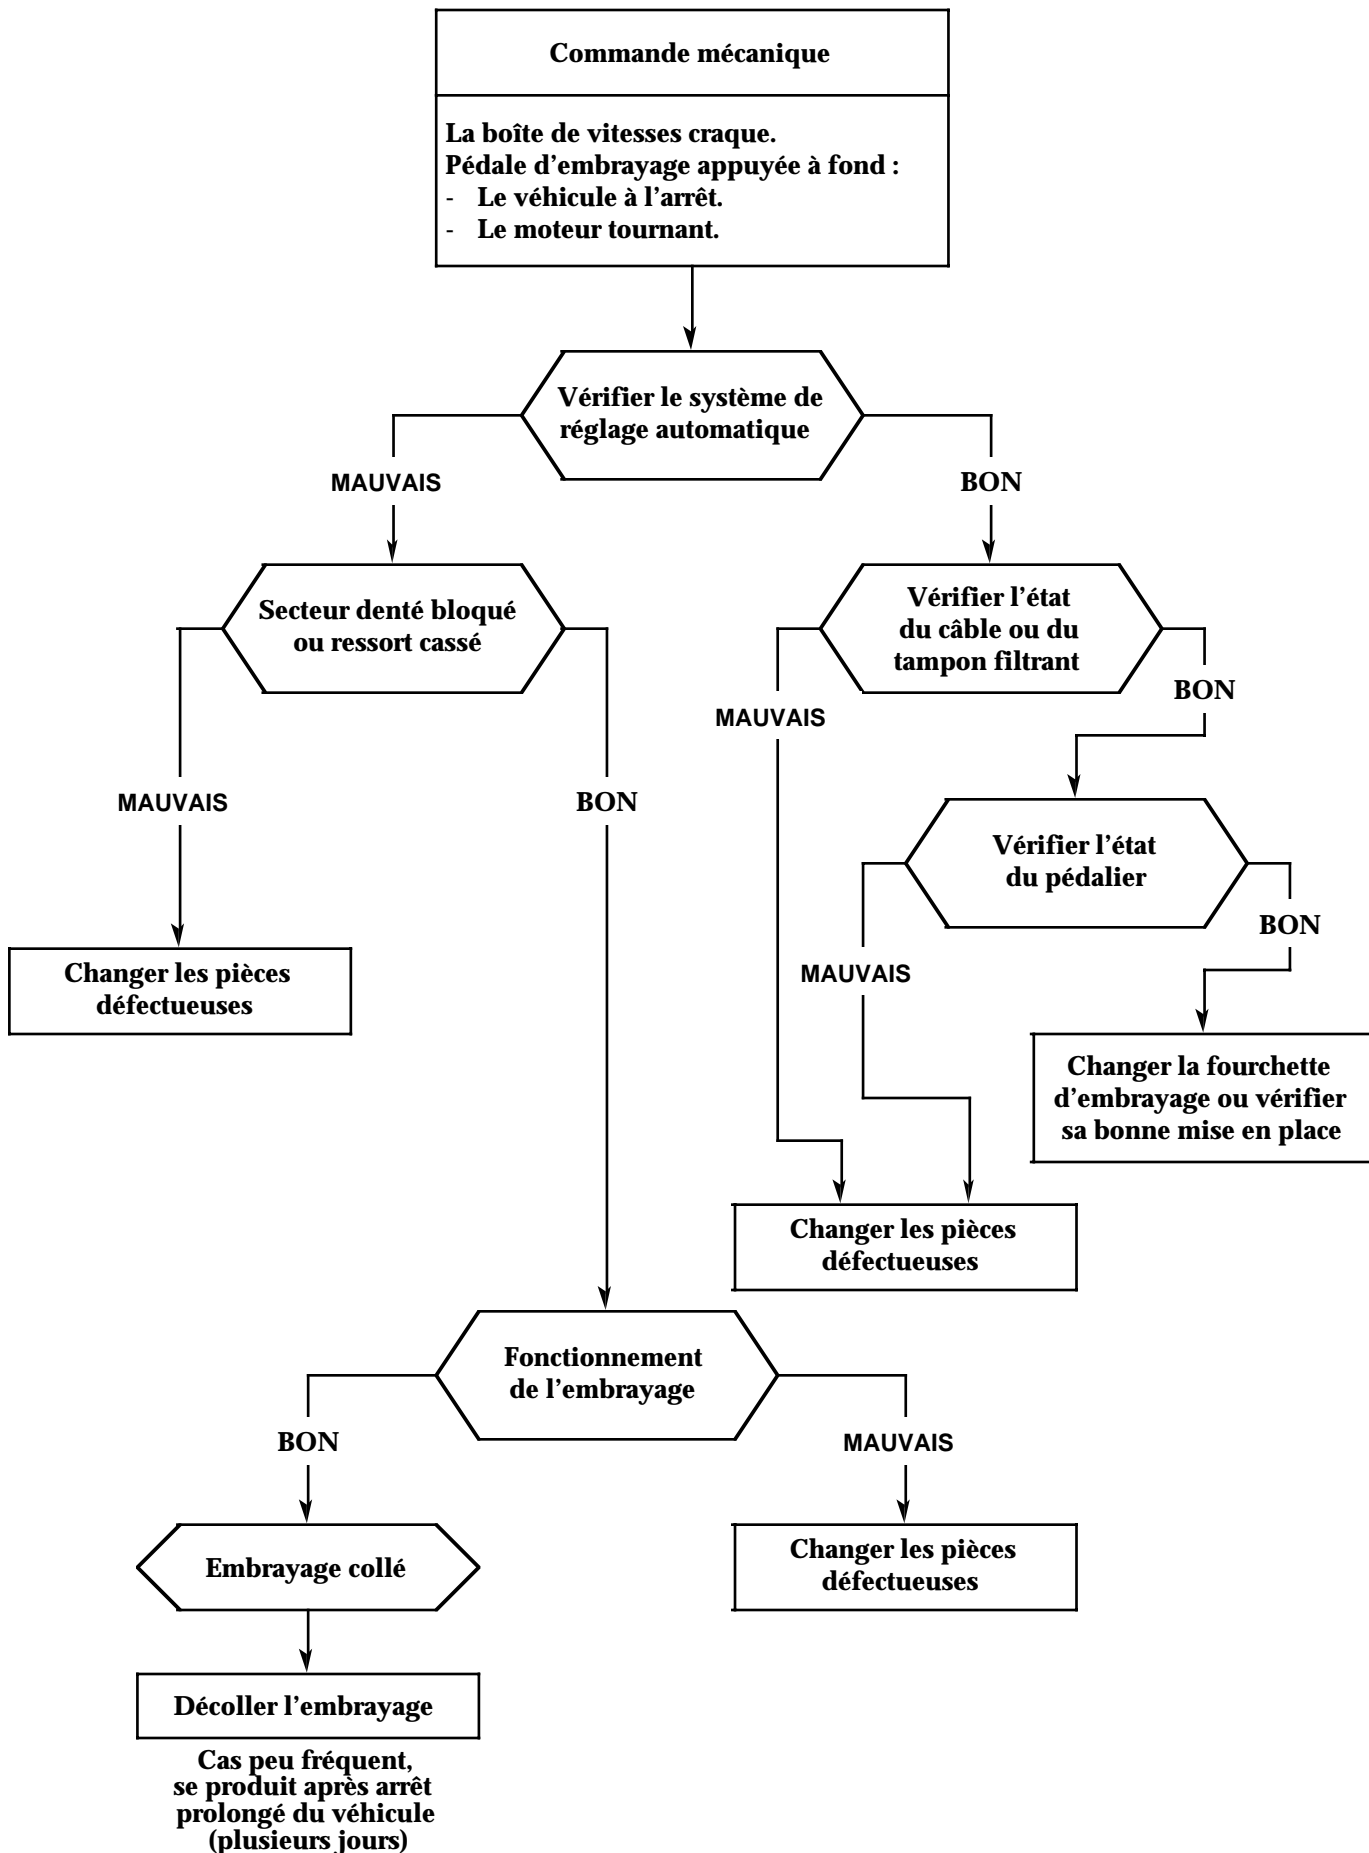 Commande mécanique
La boîte de vitesses craque.
Pédale d'embrayage appuyée à fond :
- Le véhicule à l'arrêt.
- Le moteur tournant.
Vérifier le système de
réglage automatique
MAUVAIS
BON
Secteur denté bloqué
ou ressort cassé
Vérifier l'état
du câble ou du
tampon filtrant
BON
MAUVAIS
MAUVAIS
BON
Vérifier l'état
du pédalier
BON
MAUVAIS
Changer les pièces
défectueuses
Changer la fourchette
d'embrayage ou vérifier
sa bonne mise en place
Changer les pièces
défectueuses
Fonctionnement
de l'embrayage
BON
MAUVAIS
Embrayage collé
Changer les pièces
défectueuses
Décoller l'embrayage
Cas peu fréquent,
se produit après arrêt
prolongé du véhicule
(plusieurs jours)